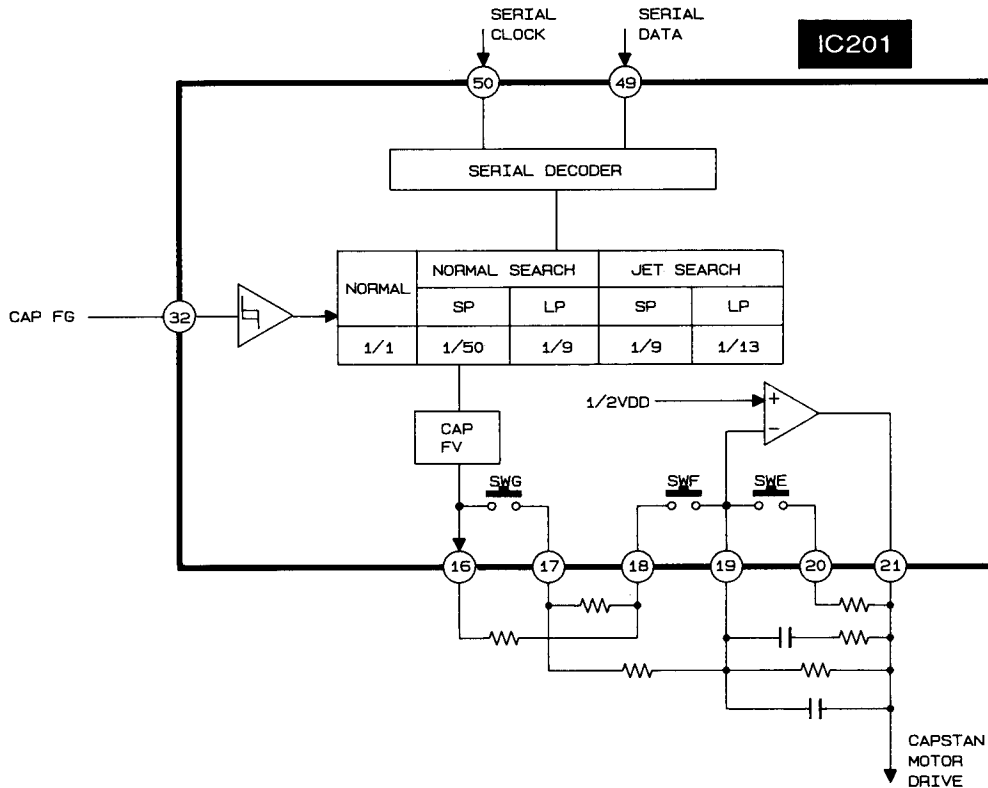 SERIAL CLOCK
SERIAL DATA
IC201
50
49
SERIAL DECODER
NORMAL
NORMAL SEARCH
JET SEARCH
SP
LP
SP
LP
1/1
1/50
1/9
1/9
1/13
CAP FG
32
1/2VDD
+
-
CAP FV
SWG
SWF
SWE
16
17
18
19
20
21
CAPSTAN
MOTOR
DRIVE